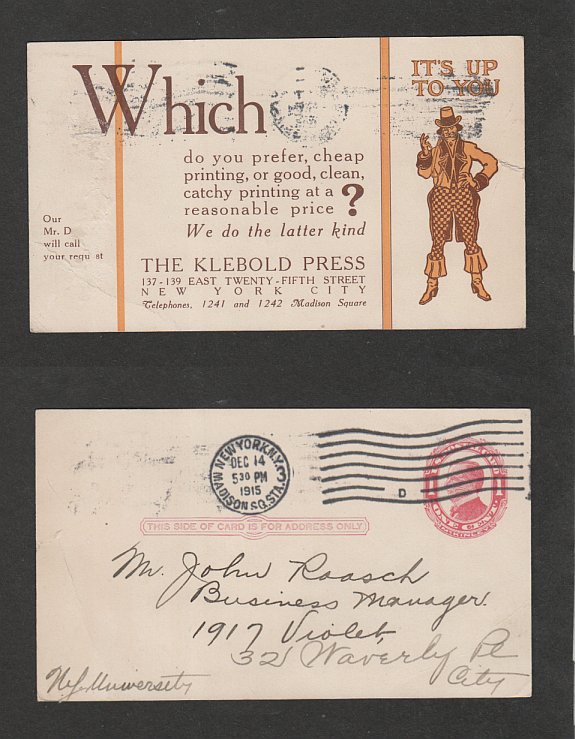 Which
do you prefer, cheap
printing, or good, clean,
catchy printing at a
reasonable price ?
We do the latter kind
Our
Mr. D
will call
your requ st
THE KLEBOLD PRESS
137-139 EAST TWENTY-FIFTH STREET
NEW YORK CITY
Telephones, 1241 and 1242 Madison Square
IT'S UP
TO YOU
NEW YORK, N.Y.
DEC 14
5 30 PM
1915
MADISON SQ. STA.
3
D
THIS SIDE OF CARD IS FOR ADDRESS ONLY
Mr. John Raasch
Business Manager.
1917 Violet,
32 Waverly Pl
City
N.Y. University